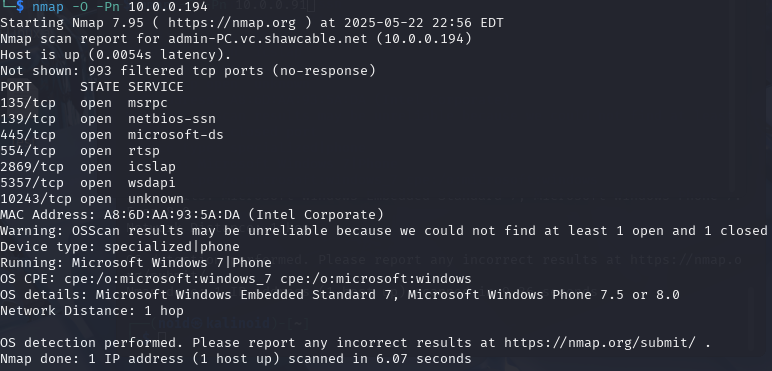 └─$ nmap -O -Pn 10.0.0.194
Starting Nmap 7.95 ( https://nmap.org ) at 2025-05-22 22:56 EDT
Nmap scan report for admin-PC.vc.shawcable.net (10.0.0.194)
Host is up (0.0054s latency).
Not shown: 993 filtered tcp ports (no-response)
PORT      STATE SERVICE
135/tcp   open  msrpc
139/tcp   open  netbios-ssn
445/tcp   open  microsoft-ds
554/tcp   open  rtsp
2869/tcp  open  icslap
5357/tcp  open  wsdapi
10243/tcp open  unknown
MAC Address: A8:6D:AA:93:5A:DA (Intel Corporate)
Warning: OSScan results may be unreliable because we could not find at least 1 open and 1 closed
Device type: specialized|phone
Running: Microsoft Windows 7|Phone
OS CPE: cpe:/o:microsoft:windows_7 cpe:/o:microsoft:windows
OS details: Microsoft Windows Embedded Standard 7, Microsoft Windows Phone 7.5 or 8.0
Network Distance: 1 hop
OS detection performed. Please report any incorrect results at https://nmap.org/submit/ .
Nmap done: 1 IP address (1 host up) scanned in 6.07 seconds